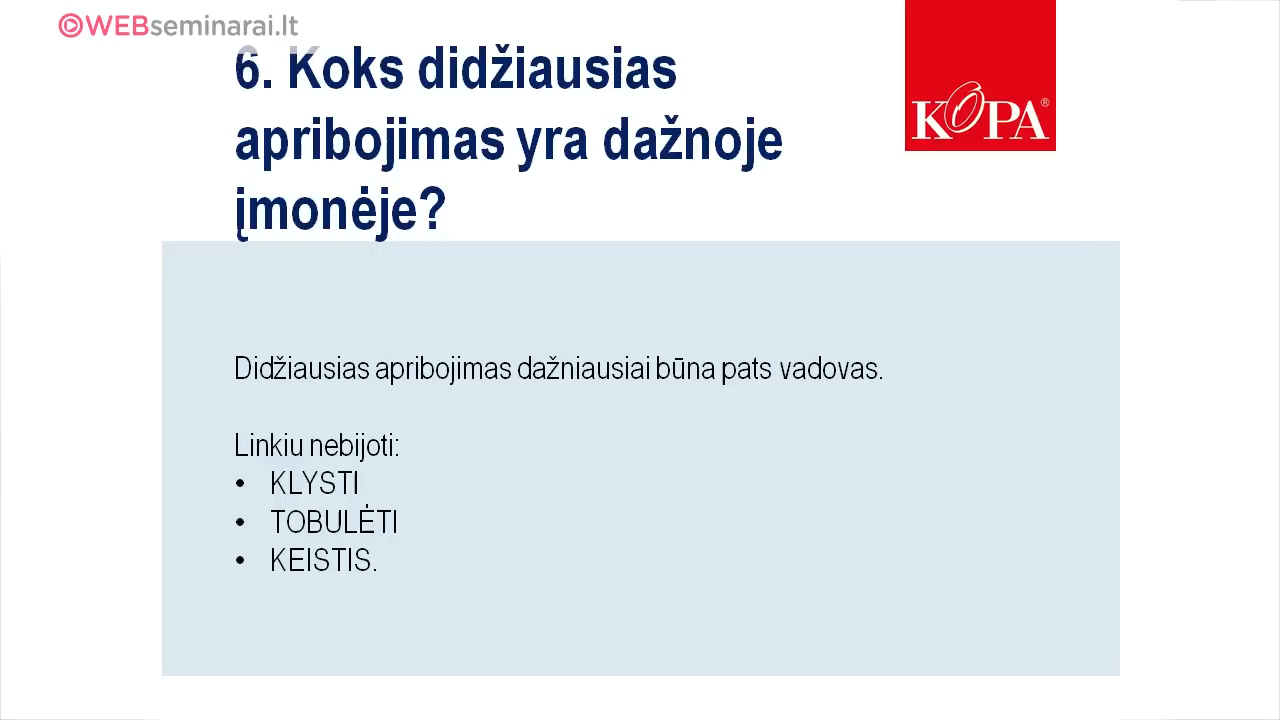 WEBseminarai.lt
6. Koks didžiausias
apribojimas yra dažnoje
įmonėje?
KOPA®
Didžiausias apribojimas dažniausiai būna pats vadovas.
Linkiu nebijoti:
• KLYSTI
• TOBULĖTI
• KEISTIS.